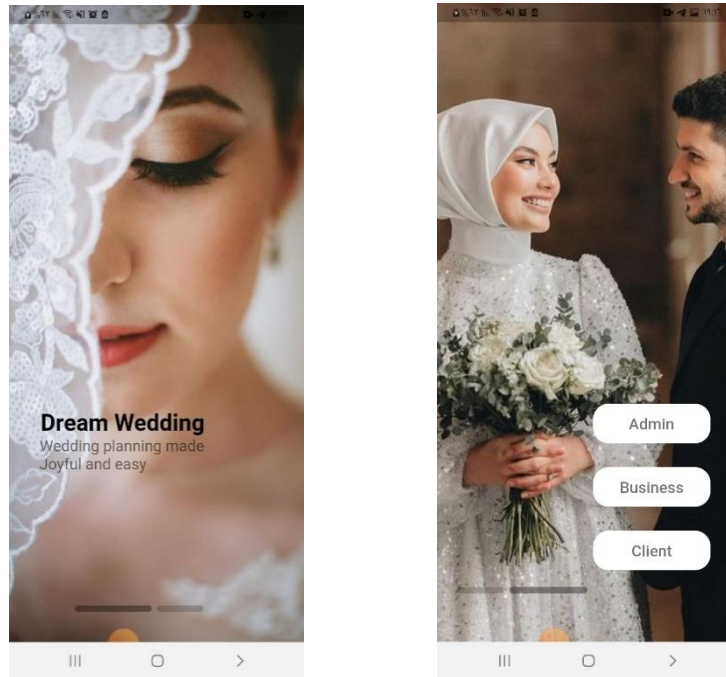 Dream Wedding
Wedding planning made
Joyful and easy
Admin
Business
Client